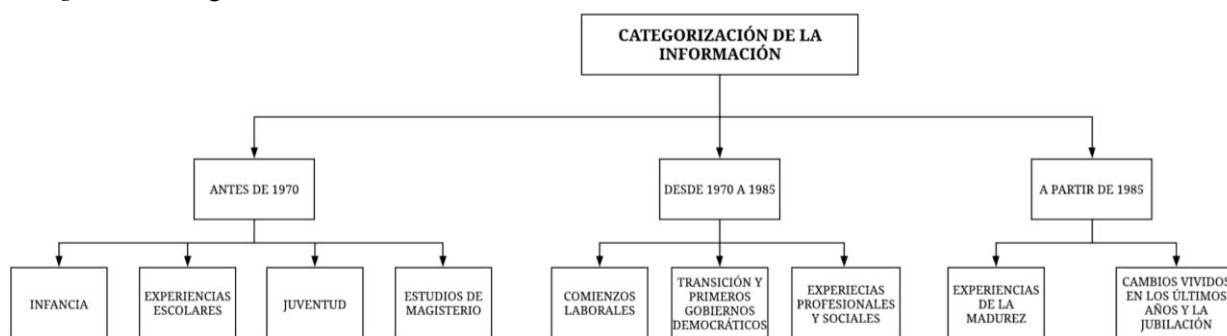 CATEGORIZACIÓN DE LA
INFORMACIÓN
ANTES DE 1970
DESDE 1970 A 1985
A PARTIR DE 1985
INFANCIA
EXPERIENCIAS
ESCOLARES
JUVENTUD
ESTUDIOS DE
MAGISTERIO
COMIENZOS
LABORALES
TRANSICIÓN Y
PRIMEROS
GOBIERNOS
DEMOCRÁTICOS
EXPERIECIAS
PROFESIONALES
Y SOCIALES
EXPERIENCIAS
DE LA
MADUREZ
CAMBIOS VIVIDOS
EN LOS ÚLTIMOS
AÑOS Y LA
JUBILACIÓN